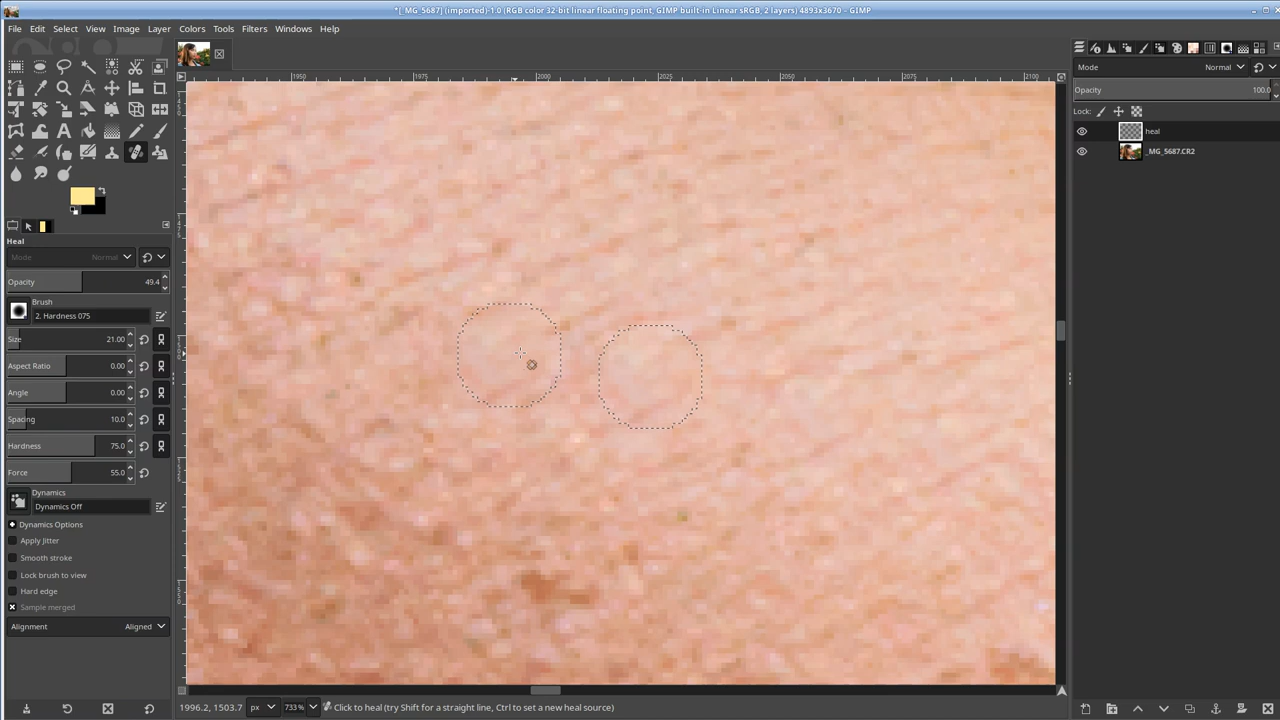 *[_MG_5687] (imported)-1.0 (RGB color 32-bit linear floating point, GIMP built-in Linear sRGB, 2 layers) 4893x3670 – GIMP
File Edit Select View Image Layer Colors Tools Filters Windows Help
1950 1975 2000 2025 2050 2075 2100
Mode Normal
Opacity 100.0
Lock:
heal
_MG_5687.CR2
Heal
Mode Normal
Opacity 49.4
Brush
2. Hardness 075
Size 21.00
Aspect Ratio 0.00
Angle 0.00
Spacing 10.0
Hardness 75.0
Force 55.0
Dynamics
Dynamics Off
Dynamics Options
Apply Jitter
Smooth stroke
Lock brush to view
Hard edge
Sample merged
Alignment Aligned
1996.2, 1503.7 px 733 % Click to heal (try Shift for a straight line, Ctrl to set a new heal source)